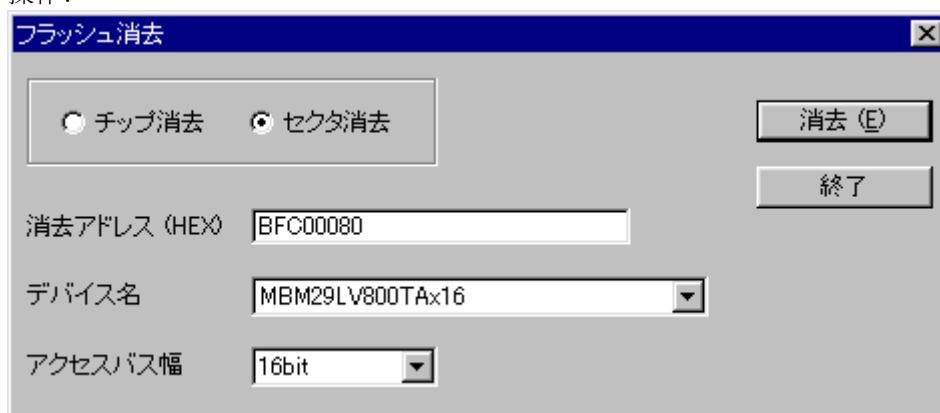 フラッシュ消去
チップ消去 セクタ消去
消去 (E)
終了
消去アドレス (HEX) BFC00080
デバイス名 MBM29LV800TAx16
アクセスバス幅 16bit